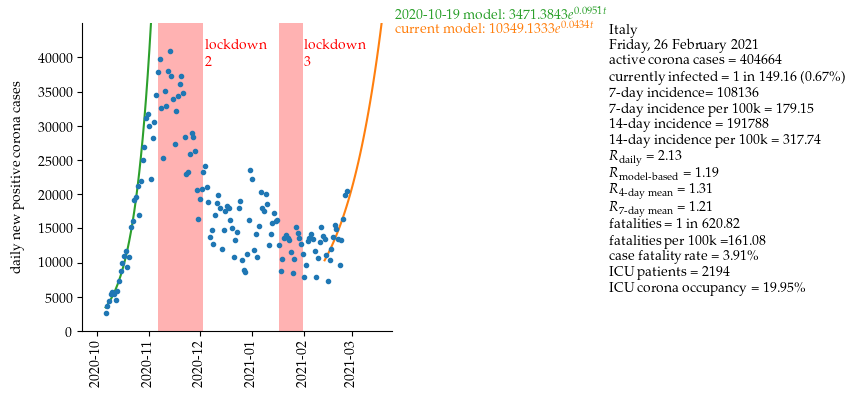 2020-10-19 model: 3471.3843e^0.0951t
current model: 10349.1333e^0.0434t
daily new positive corona cases
40000
35000
30000
25000
20000
15000
10000
5000
0
lockdown
2
lockdown
3
2020-10
2020-11
2020-12
2021-01
2021-02
2021-03
Italy
Friday, 26 February 2021
active corona cases = 404664
currently infected = 1 in 149.16 (0.67%)
7-day incidence= 108136
7-day incidence per 100k = 179.15
14-day incidence = 191788
14-day incidence per 100k = 317.74
R_daily = 2.13
R_model-based = 1.19
R_4-day mean = 1.31
R_7-day mean = 1.21
fatalities = 1 in 620.82
fatalities per 100k =161.08
case fatality rate = 3.91%
ICU patients = 2194
ICU corona occupancy = 19.95%